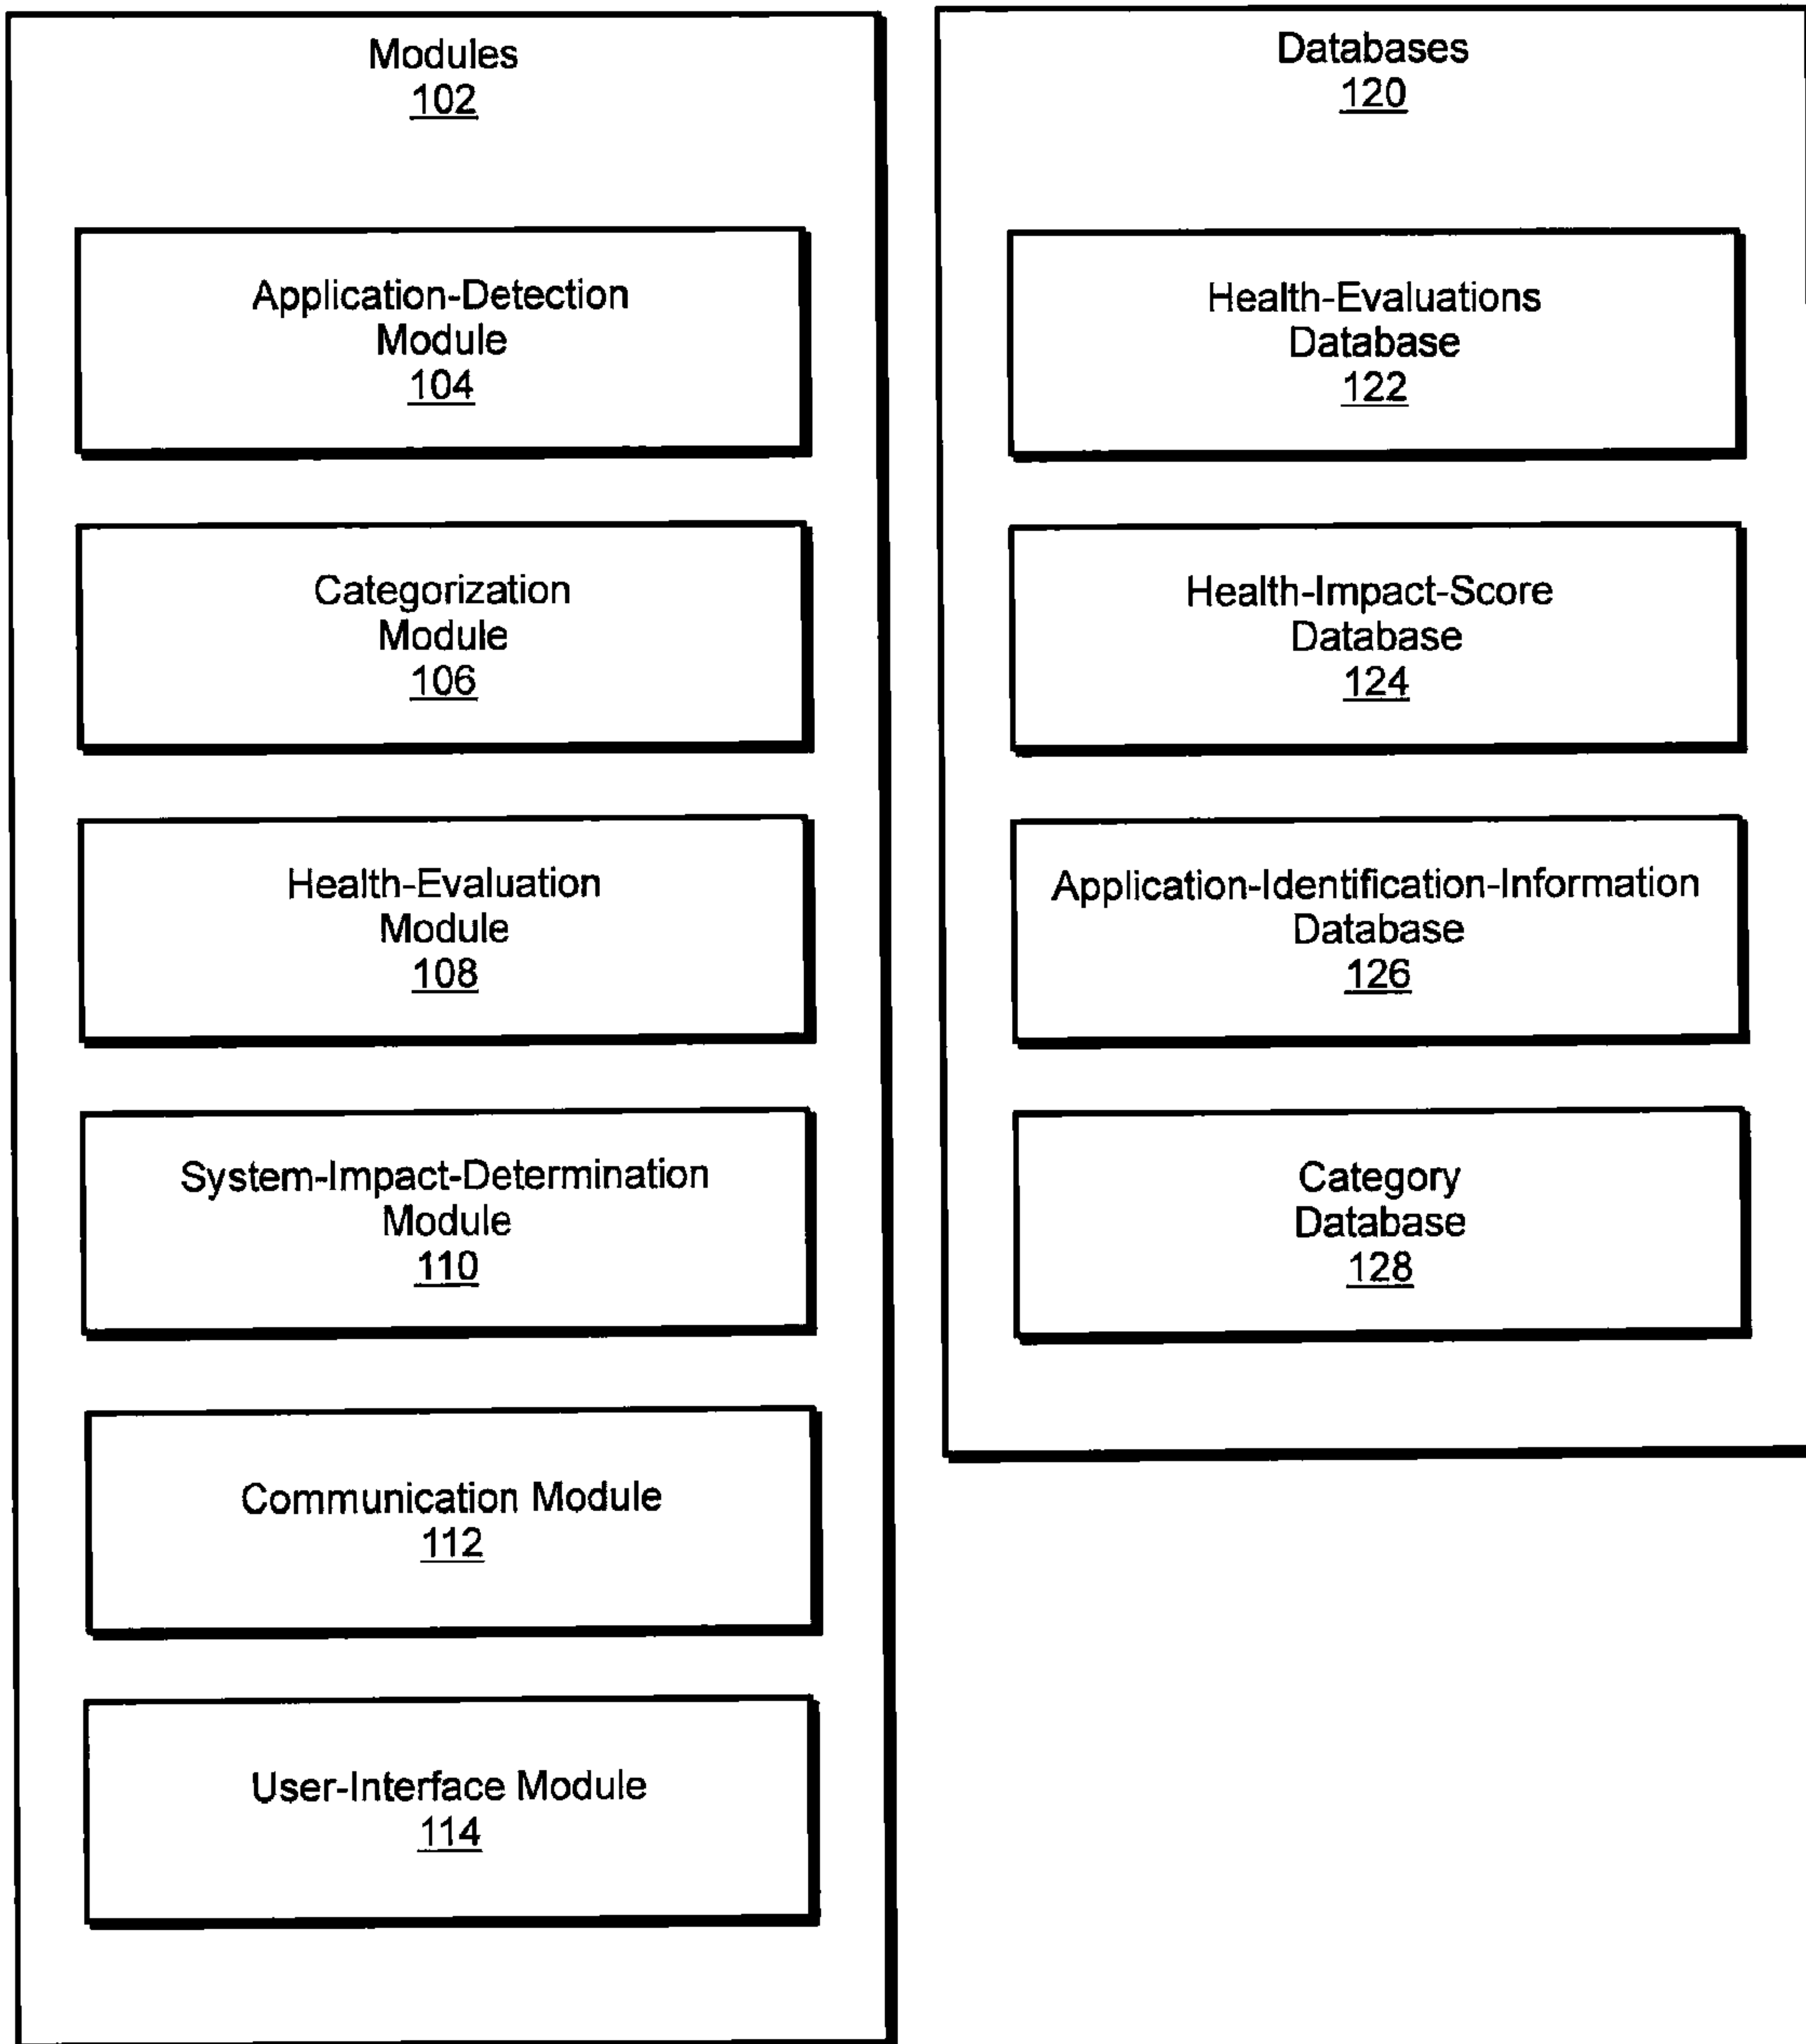 Modules
102
Application-Detection
Module
104
Categorization
Module
106
Health-Evaluation
Module
108
System-Impact-Determination
Module
110
Communication Module
112
User-Interface Module
114
Databases
120
Health-Evaluations
Database
122
Health-Impact-Score
Database
124
Application-Identification-Information
Database
126
Category
Database
128